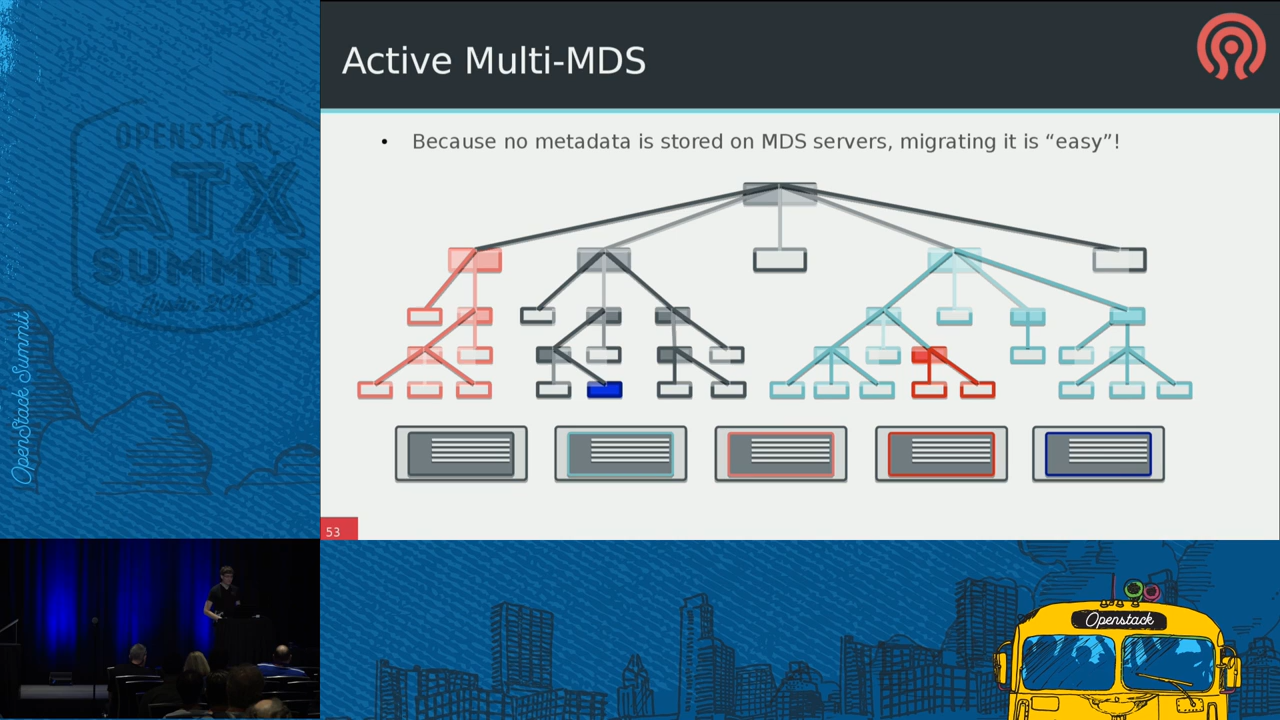 Active Multi-MDS
• Because no metadata is stored on MDS servers, migrating it is “easy”!
53
OPENSTACK
ATX
SUMMIT
Austin 2016
OpenStack Summit
Openstack